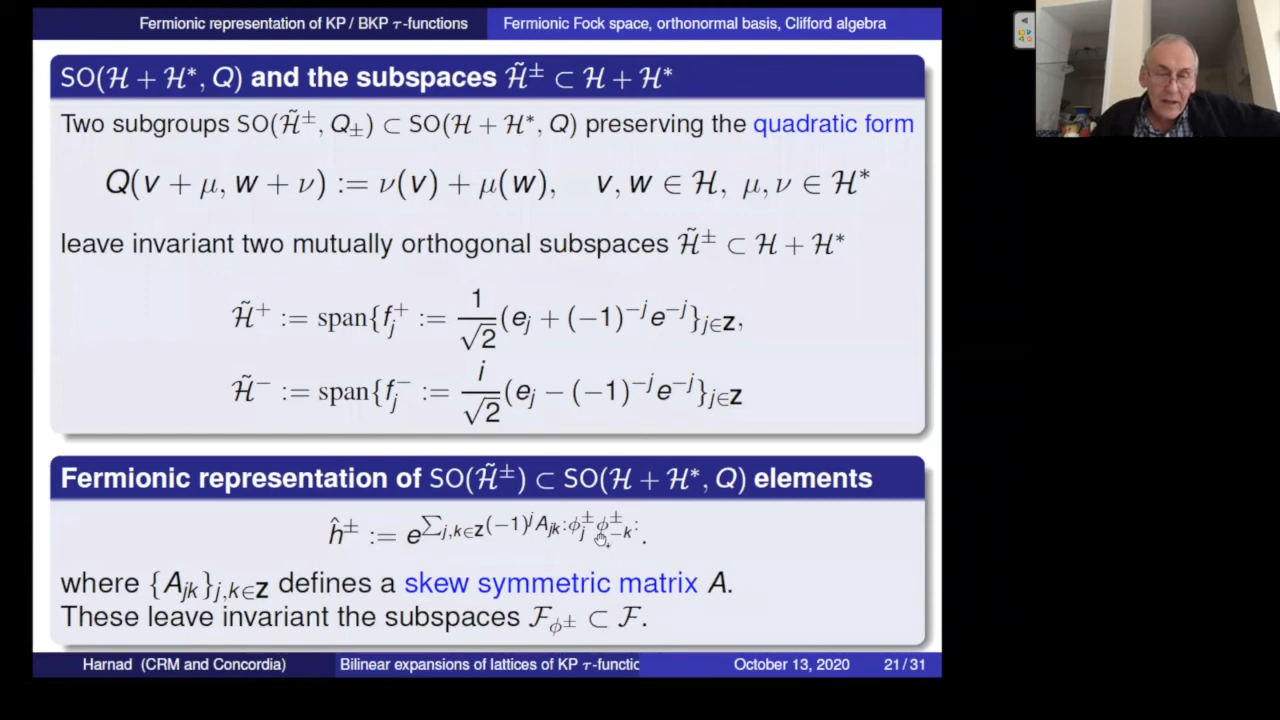 Fermionic representation of KP / BKP τ-functions Fermionic Fock space, orthonormal basis, Clifford algebra
SO(ℋ + ℋ*, Q) and the subspaces ℋ̃± ⊂ ℋ + ℋ*
Two subgroups SO(ℋ̃±, Q±) ⊂ SO(ℋ + ℋ*, Q) preserving the quadratic form
Q(v + μ, w + ν) := ν(v) + μ(w), v, w ∈ ℋ, μ, ν ∈ ℋ*
leave invariant two mutually orthogonal subspaces ℋ̃± ⊂ ℋ + ℋ*
ℋ̃⁺ := span{f_j^+ := \frac{1}{\sqrt{2}}(e_j + (−1)^{−j}e^{−j}}_{j∈Z},
ℋ̃⁻ := span{f_j^- := \frac{i}{\sqrt{2}}(e_j − (−1)^{−j}e^{−j}}_{j∈Z}
Fermionic representation of SO(ℋ̃±) ⊂ SO(ℋ + ℋ*, Q) elements
ĥ± := e^{∑_{j,k∈Z}(−1)^j A_{jk}:φ_j^±φ_{−k}^±:}.
where {A_{jk}}_{j,k∈Z} defines a skew symmetric matrix A.
These leave invariant the subspaces ℱ_{φ±} ⊂ ℱ.
Harnad (CRM and Concordia) Bilinear expansions of lattices of KP τ-functic October 13, 2020 21 / 31